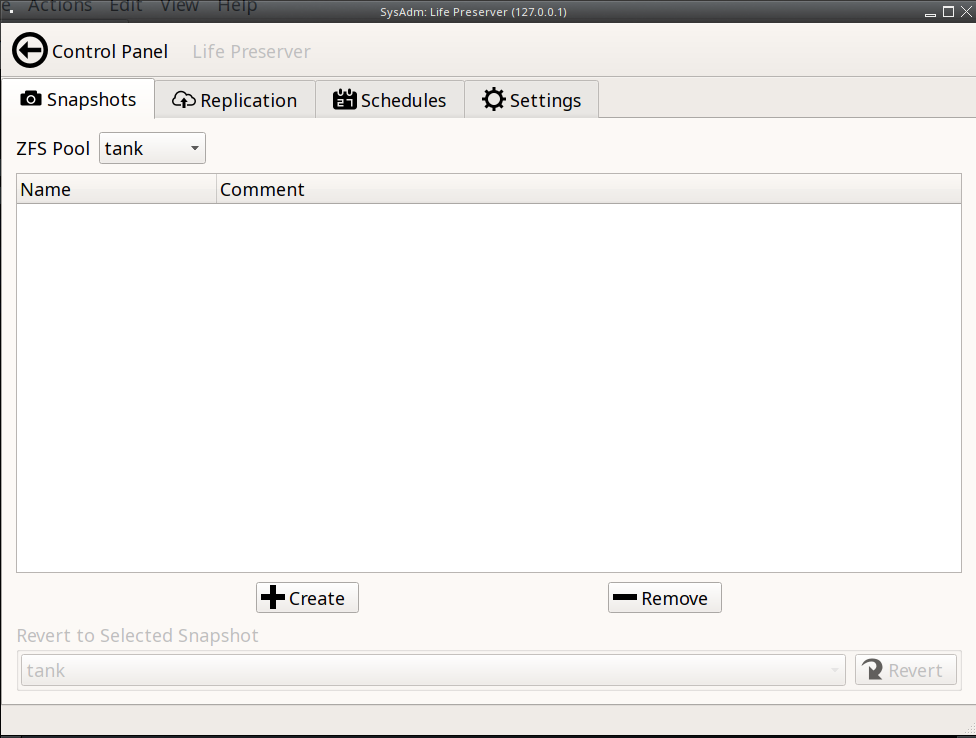 Actions Edit View Help
SysAdm: Life Preserver (127.0.0.1)
Control Panel Life Preserver
Snapshots Replication Schedules Settings
ZFS Pool tank
Name Comment
Create Remove
Revert to Selected Snapshot
tank Revert